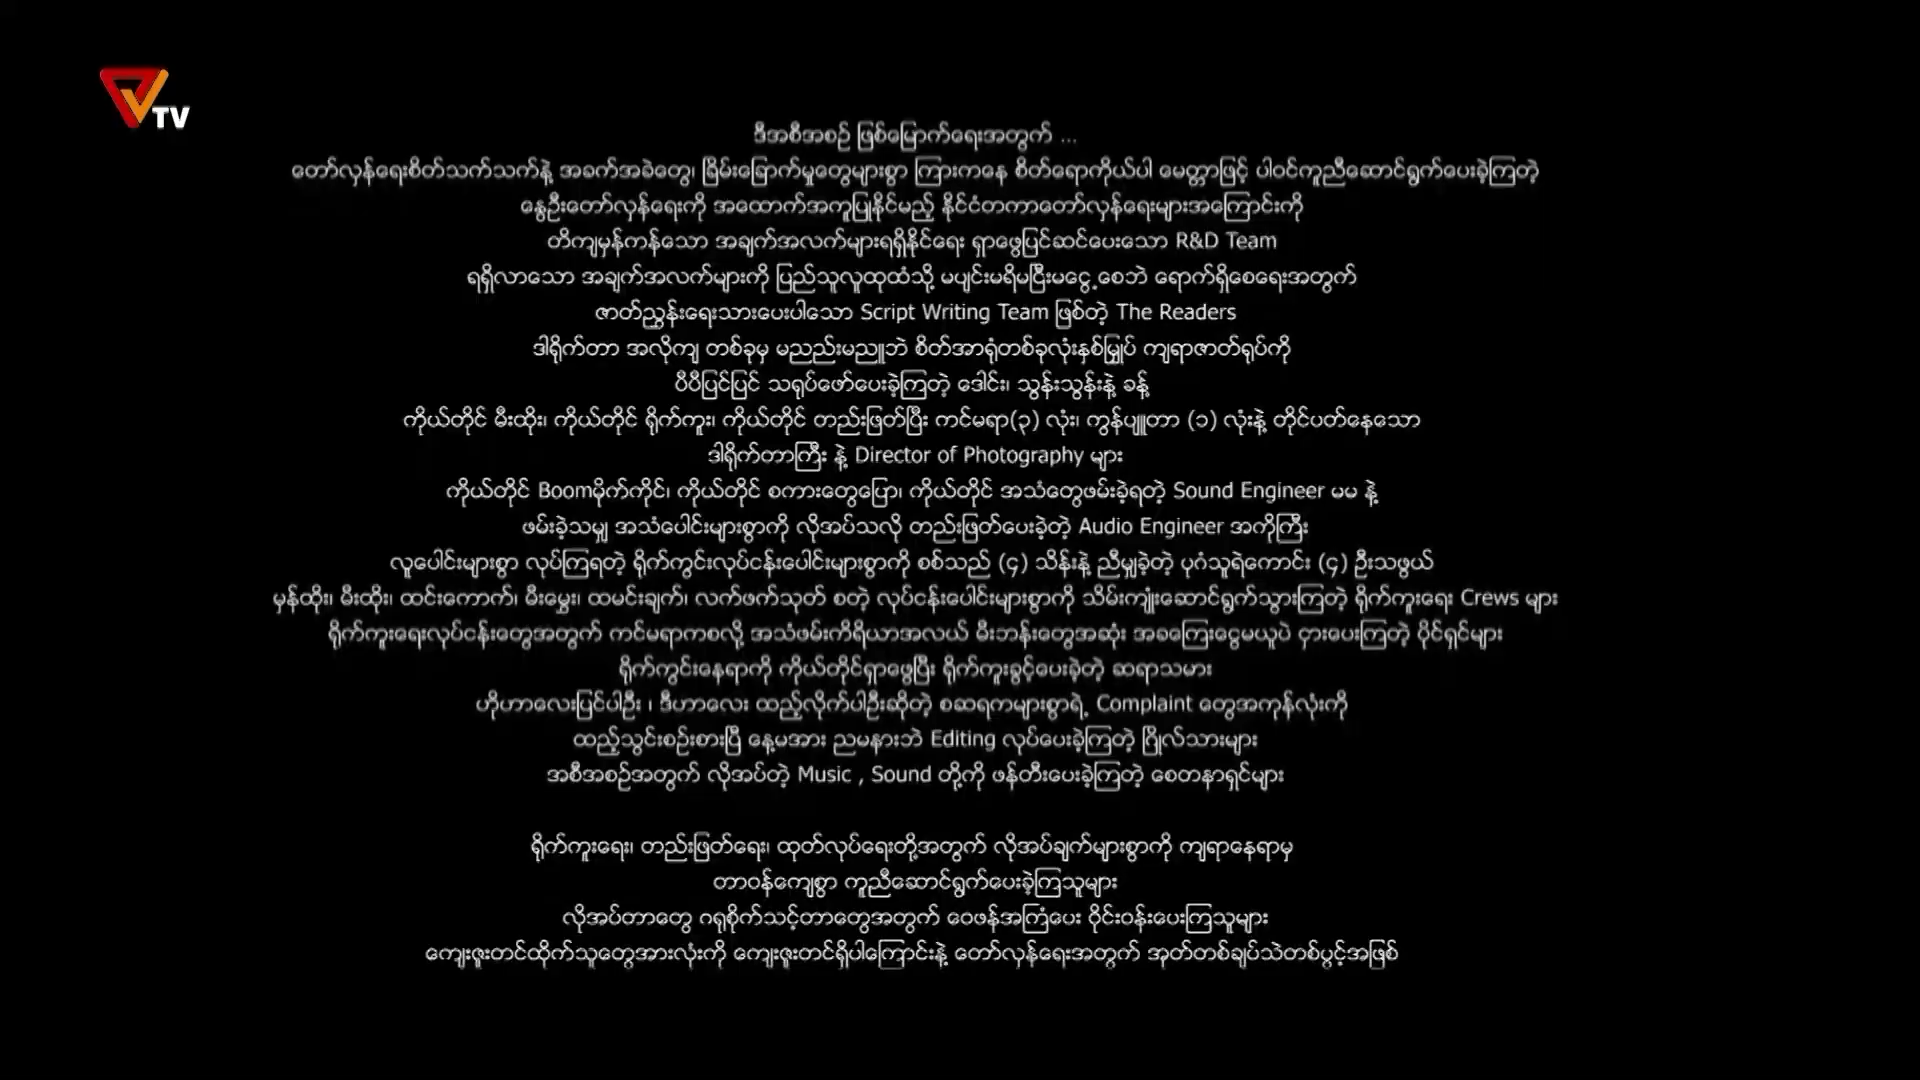 TV
ဒီအစီအစဉ် ဖြစ်မြောက်ရေးအတွက် ...
တော်လှန်ရေးစိတ်သက်သက်နဲ့ အခက်အခဲတွေ၊ ခြိမ်းခြောက်မှုတွေများစွာ ကြားကနေ စိတ်ရောကိုယ်ပါ မေတ္တာဖြင့် ပါဝင်ကူညီဆောင်ရွက်ပေးခဲ့ကြတဲ့
နွေဦးတော်လှန်ရေးကို အထောက်အကူပြုနိုင်မည့် နိုင်ငံတကာတော်လှန်ရေးများအကြောင်းကို
တိကျမှန်ကန်သော အချက်အလက်များရရှိနိုင်ရေး ရှာဖွေပြင်ဆင်ပေးသော R&D Team
ရရှိလာသော အချက်အလက်များကို ပြည်သူလူထုထံသို့ မပျင်းမရိမငြီးမငွေ့စေဘဲ ရောက်ရှိစေရေးအတွက်
ဇာတ်ညွှန်းရေးသားပေးပါသော Script Writing Team ဖြစ်တဲ့ The Readers
ဒါရိုက်တာ အလိုကျ တစ်ခုမှ မညည်းမညူဘဲ စိတ်အာရုံတစ်ခုလုံးနှစ်မြှုပ် ကျရာဇာတ်ရုပ်ကို
ပီပီပြင်ပြင် သရုပ်ဖော်ပေးခဲ့ကြတဲ့ ဒေါင်း၊ သွန်းသွန်းနဲ့ ခန့်
ကိုယ်တိုင် မီးထိုး၊ ကိုယ်တိုင် ရိုက်ကူး၊ ကိုယ်တိုင် တည်းဖြတ်ပြီး ကင်မရာ(၃) လုံး၊ ကွန်ပျူတာ (၁) လုံးနဲ့ တိုင်ပတ်နေသော
ဒါရိုက်တာကြီး နဲ့ Director of Photography များ
ကိုယ်တိုင် Boomမိုက်ကိုင်၊ ကိုယ်တိုင် စကားတွေပြော၊ ကိုယ်တိုင် အသံတွေဖမ်းခဲ့ရတဲ့ Sound Engineer မမ နဲ့
ဖမ်းခဲ့သမျှ အသံပေါင်းများစွာကို လိုအပ်သလို တည်းဖြတ်ပေးခဲ့တဲ့ Audio Engineer အကိုကြီး
လူပေါင်းများစွာ လုပ်ကြရတဲ့ ရိုက်ကွင်းလုပ်ငန်းပေါင်းများစွာကို စစ်သည် (၄) သိန်းနဲ့ ညီမျှခဲ့တဲ့ ပုဂံသူရဲကောင်း (၄) ဦးသဖွယ်
မှန်ထိုး၊ မီးထိုး၊ ထင်းကောက်၊ မီးမွှေး၊ ထမင်းချက်၊ လက်ဖက်သုတ် စတဲ့ လုပ်ငန်းပေါင်းများစွာကို သိမ်းကျုံးဆောင်ရွက်သွားကြတဲ့ ရိုက်ကူးရေး Crews များ
ရိုက်ကူးရေးလုပ်ငန်းတွေအတွက် ကင်မရာကစလို့ အသံဖမ်းကိရိယာအလယ် မီးဘန်းတွေအဆုံး အခကြေးငွေမယူပဲ ငှားပေးကြတဲ့ ပိုင်ရှင်များ
ရိုက်ကွင်းနေရာကို ကိုယ်တိုင်ရှာဖွေပြီး ရိုက်ကူးခွင့်ပေးခဲ့တဲ့ ဆရာသမား
ဟိုဟာလေးပြင်ပါဦး ၊ ဒီဟာလေး ထည့်လိုက်ပါဦးဆိုတဲ့ စဆရကများစွာရဲ့ Complaint တွေအကုန်လုံးကို
ထည့်သွင်းစဉ်းစားပြီ နေ့မအား ညမနားဘဲ Editing လုပ်ပေးခဲ့ကြတဲ့ ဂြိုလ်သားများ
အစီအစဉ်အတွက် လိုအပ်တဲ့ Music , Sound တို့ကို ဖန်တီးပေးခဲ့ကြတဲ့ စေတနာရှင်များ
ရိုက်ကူးရေး၊ တည်းဖြတ်ရေး၊ ထုတ်လုပ်ရေးတို့အတွက် လိုအပ်ချက်များစွာကို ကျရာနေရာမှ
တာဝန်ကျေစွာ ကူညီဆောင်ရွက်ပေးခဲ့ကြသူများ
လိုအပ်တာတွေ ဂရုစိုက်သင့်တာတွေအတွက် ဝေဖန်အကြံပေး ဝိုင်းဝန်းပေးကြသူများ
ကျေးဇူးတင်ထိုက်သူတွေအားလုံးကို ကျေးဇူးတင်ရှိပါကြောင်းနဲ့ တော်လှန်ရေးအတွက် အုတ်တစ်ချပ်သဲတစ်ပွင့်အဖြစ်